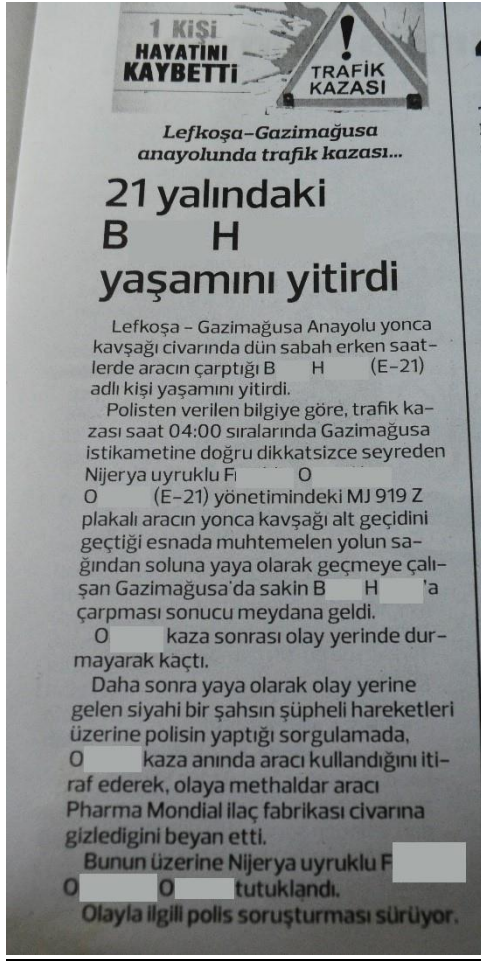 1 KİŞİ
HAYATINI
KAYBETTİ
TRAFİK
KAZASI
Lefkoşa-Gazimağusa
anayolunda trafik kazası...
21 yalındaki
B H
yaşamını yitirdi
Lefkoşa - Gazimağusa Anayolu yonca
kavşağı civarında dün sabah erken saat-
lerde aracın çarptığı B H (E-21)
adlı kişi yaşamını yitirdi.
Polisten verilen bilgiye göre, trafik ka-
zası saat 04:00 sıralarında Gazimağusa
istikametine doğru dikkatsizce seyreden
Nijerya uyruklu F O
O (E-21) yönetimindeki MJ 919 Z
plakalı aracın yonca kavşağı alt geçidini
geçtiği esnada muhtemelen yolun sa-
ğından soluna yaya olarak geçmeye çalı-
şan Gazimağusa'da sakin B H 'a
çarpması sonucu meydana geldi.
O kaza sonrası olay yerinde dur-
mayarak kaçtı.
Daha sonra yaya olarak olay yerine
gelen siyahi bir şahsın şüpheli hareketleri
üzerine polisin yaptığı sorgulamada,
O kaza anında aracı kullandığını iti-
raf ederek, olaya methaldar aracı
Pharma Mondial ilaç fabrikası civarına
gizledigini beyan etti.
Bunun üzerine Nijerya uyruklu F
O O tutuklandı.
Olayla ilgili polis soruşturması sürüyor.